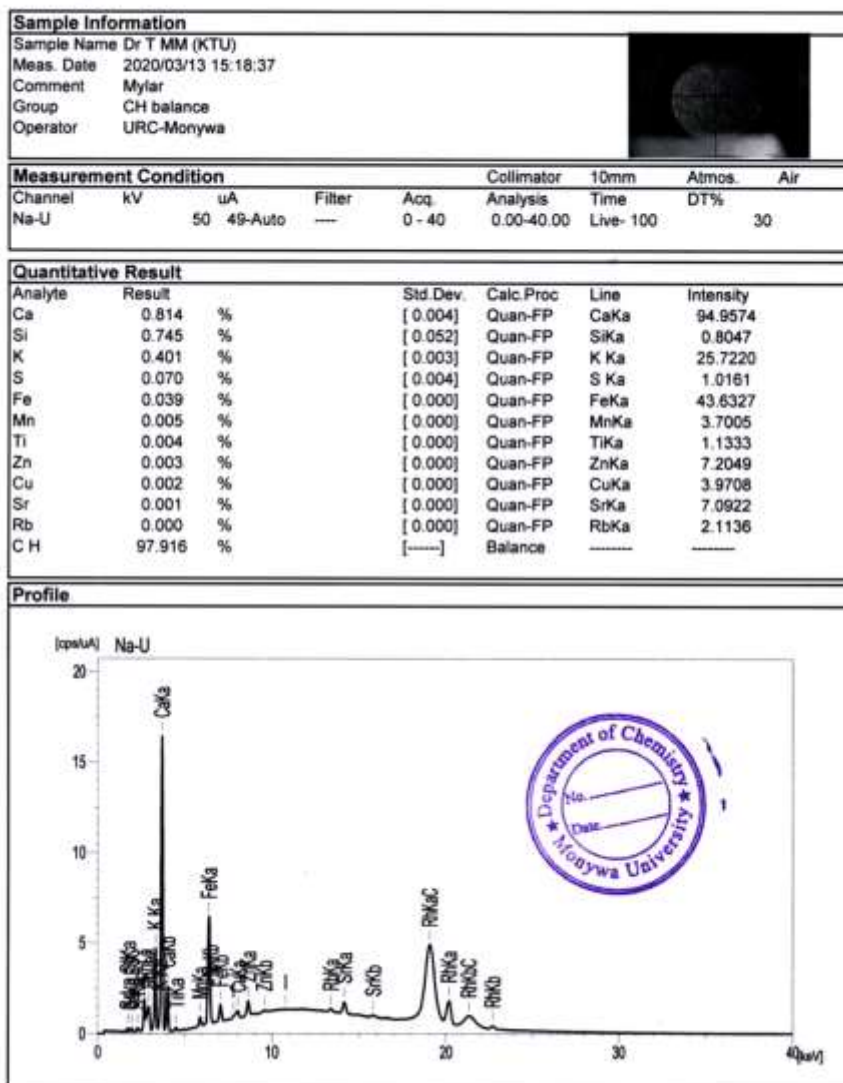 Sample Information
Sample Name Dr T MM (KTU)
Meas. Date 2020/03/13 15:18:37
Comment Mylar
Group CH balance
Operator URC-Monywa
Measurement Condition Collimator 10mm Atmos. Air
Channel kV uA Filter Acq. Analysis Time DT%
Na-U 50 49-Auto ---- 0 - 40 0.00-40.00 Live- 100 30
Quantitative Result
Analyte Result Std.Dev. Calc.Proc Line Intensity
Ca 0.814 % [ 0.004] Quan-FP CaKa 94.9574
Si 0.745 % [ 0.052] Quan-FP SiKa 0.8047
K 0.401 % [ 0.003] Quan-FP K Ka 25.7220
S 0.070 % [ 0.004] Quan-FP S Ka 1.0161
Fe 0.039 % [ 0.000] Quan-FP FeKa 43.6327
Mn 0.005 % [ 0.000] Quan-FP MnKa 3.7005
Ti 0.004 % [ 0.000] Quan-FP TiKa 1.1333
Zn 0.003 % [ 0.000] Quan-FP ZnKa 7.2049
Cu 0.002 % [ 0.000] Quan-FP CuKa 3.9708
Sr 0.001 % [ 0.000] Quan-FP SrKa 7.0922
Rb 0.000 % [ 0.000] Quan-FP RbKa 2.1136
C H 97.916 % [------] Balance --------- ---------
Profile
[cps/uA] Na-U
20
15
10
5
0
0 10 20 30 40 [keV]
CaKa
K Ka
TiKa
MnKa
FeKa
FeKb
ZnKa
ZnKb
RbKa
SrKa
SrKb
RhKaC
RhKa
RhKbC
RhKb
Department of Chemistry
No.
Date
Monywa University